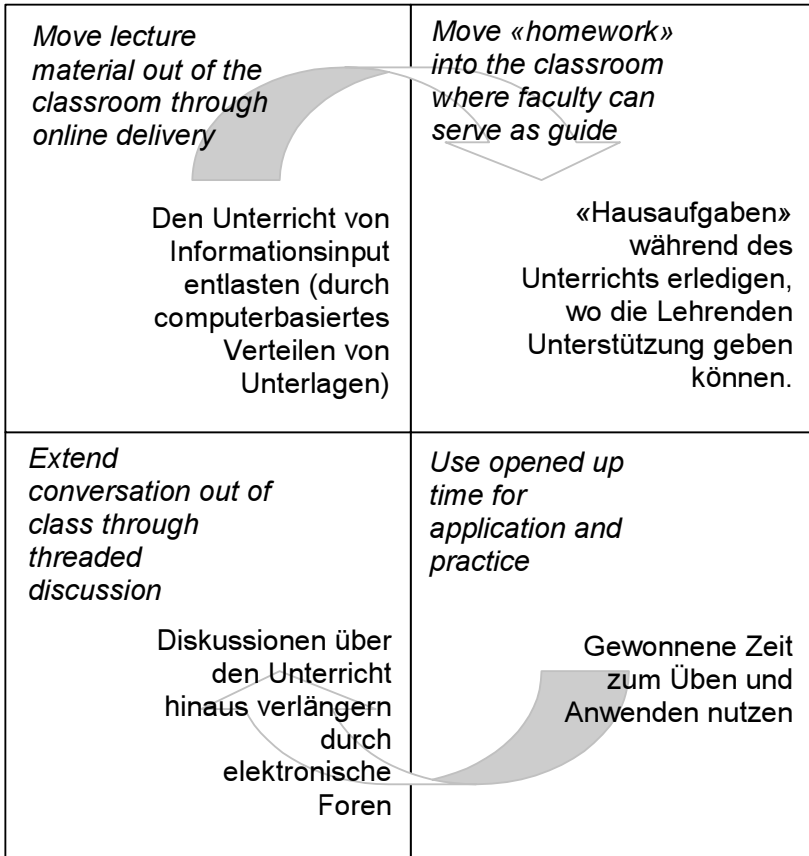 Move lecture
material out of the
classroom through
online delivery
Den Unterricht von
Informationsinput
entlasten (durch
computerbasiertes
Verteilen von
Unterlagen)
Move «homework»
into the classroom
where faculty can
serve as guide
«Hausaufgaben»
während des
Unterrichts erledigen,
wo die Lehrenden
Unterstützung geben
können.
Extend
conversation out of
class through
threaded
discussion
Diskussionen über
den Unterricht
hinaus verlängern
durch
elektronische
Foren
Use opened up
time for
application and
practice
Gewonnene Zeit
zum Üben und
Anwenden nutzen